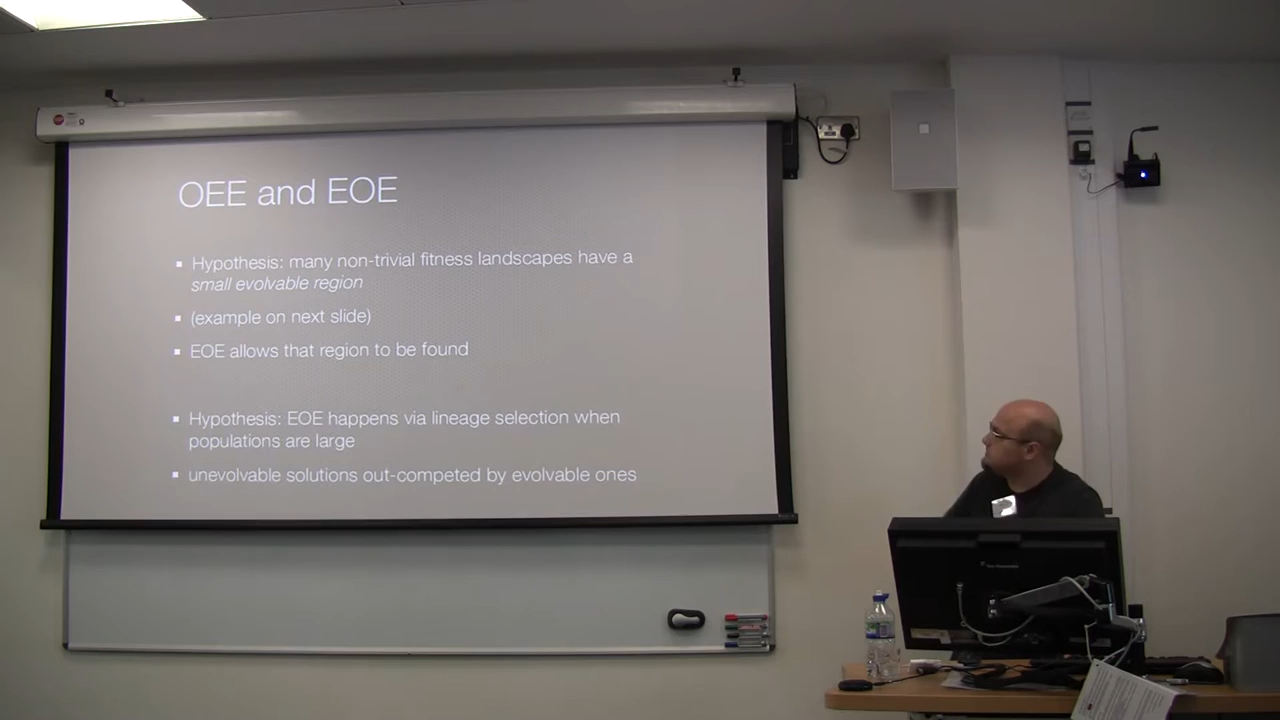 OEE and EOE
▪ Hypothesis: many non-trivial fitness landscapes have a
small evolvable region
▪ (example on next slide)
▪ EOE allows that region to be found
▪ Hypothesis: EOE happens via lineage selection when
populations are large
▪ unevolvable solutions out-competed by evolvable ones